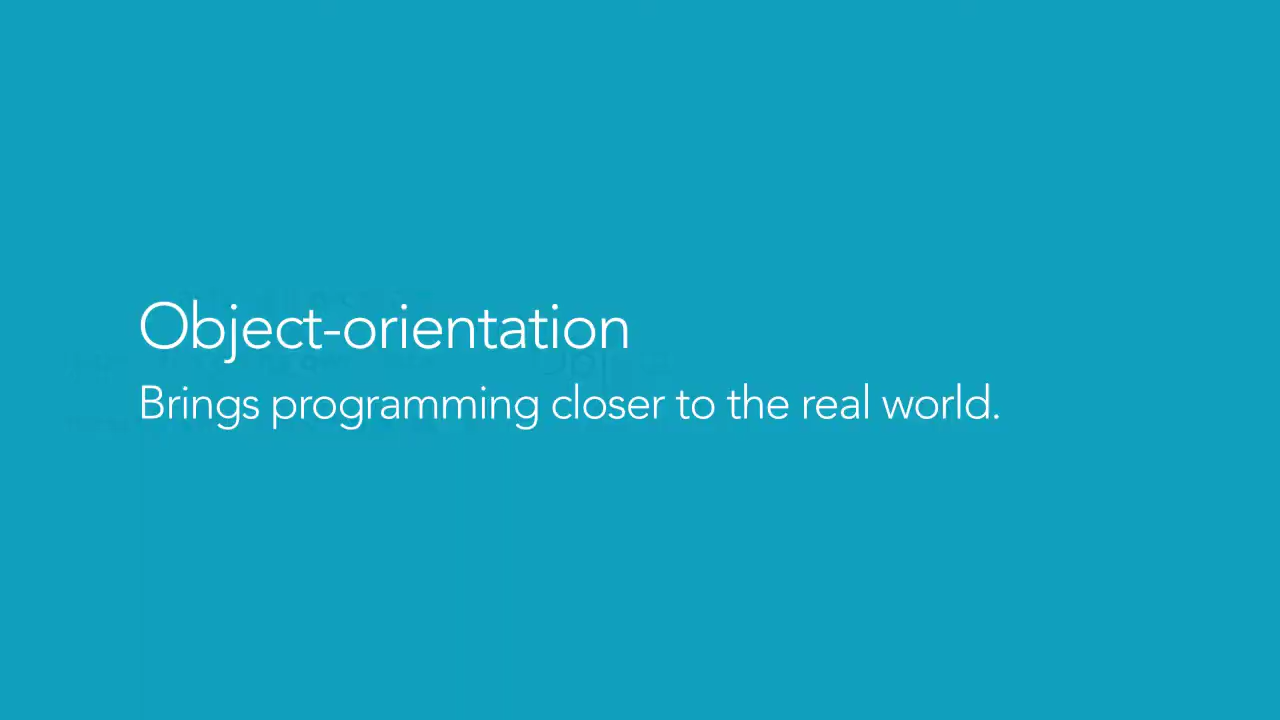 Object-orientation
Brings programming closer to the real world.